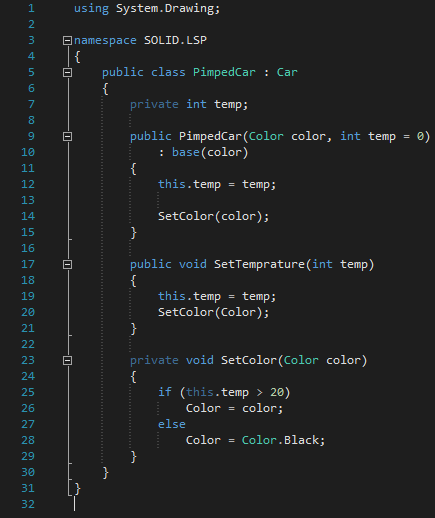 1 using System.Drawing;
2
3 namespace SOLID.LSP
4 {
5 public class PimpedCar : Car
6 {
7 private int temp;
8
9 public PimpedCar(Color color, int temp = 0)
10 : base(color)
11 {
12 this.temp = temp;
13
14 SetColor(color);
15 }
16
17 public void SetTemprature(int temp)
18 {
19 this.temp = temp;
20 SetColor(Color);
21 }
22
23 private void SetColor(Color color)
24 {
25 if (this.temp > 20)
26 Color = color;
27 else
28 Color = Color.Black;
29 }
30 }
31 }
32